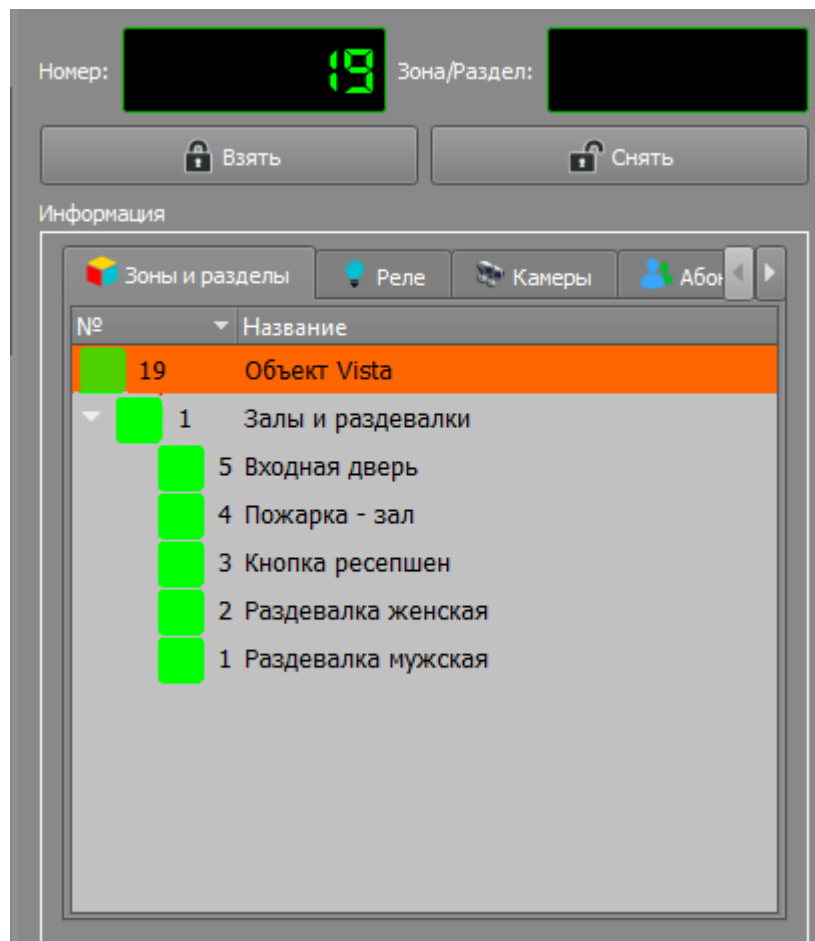 Номер: 19 Зона/Раздел:
Взять Снять
Информация
Зоны и разделы Реле Камеры Абон
№ Название
19 Объект Vista
1 Залы и раздевалки
5 Входная дверь
4 Пожарка - зал
3 Кнопка ресепшен
2 Раздевалка женская
1 Раздевалка мужская